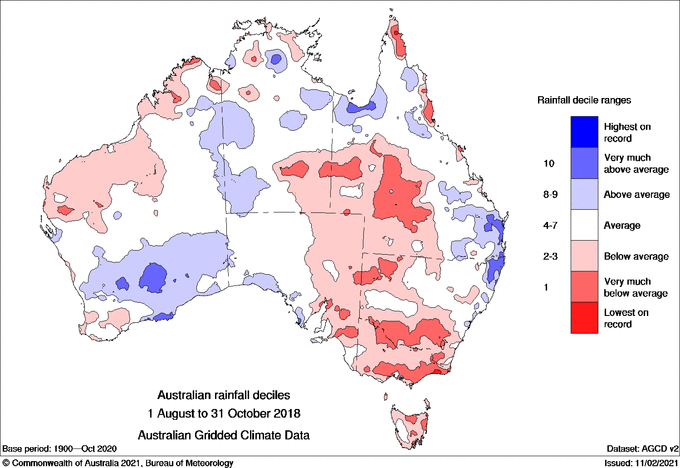 Rainfall decile ranges
Highest on
record
10
Very much
above average
8-9
Above average
4-7
Average
2-3
Below average
1
Very much
below average
Lowest on
record
Australian rainfall deciles
1 August to 31 October 2018
Australian Gridded Climate Data
Base period: 1900—Oct 2020
Dataset: AGCD v2
© Commonwealth of Australia 2021, Bureau of Meteorology
Issued: 11/02/2021